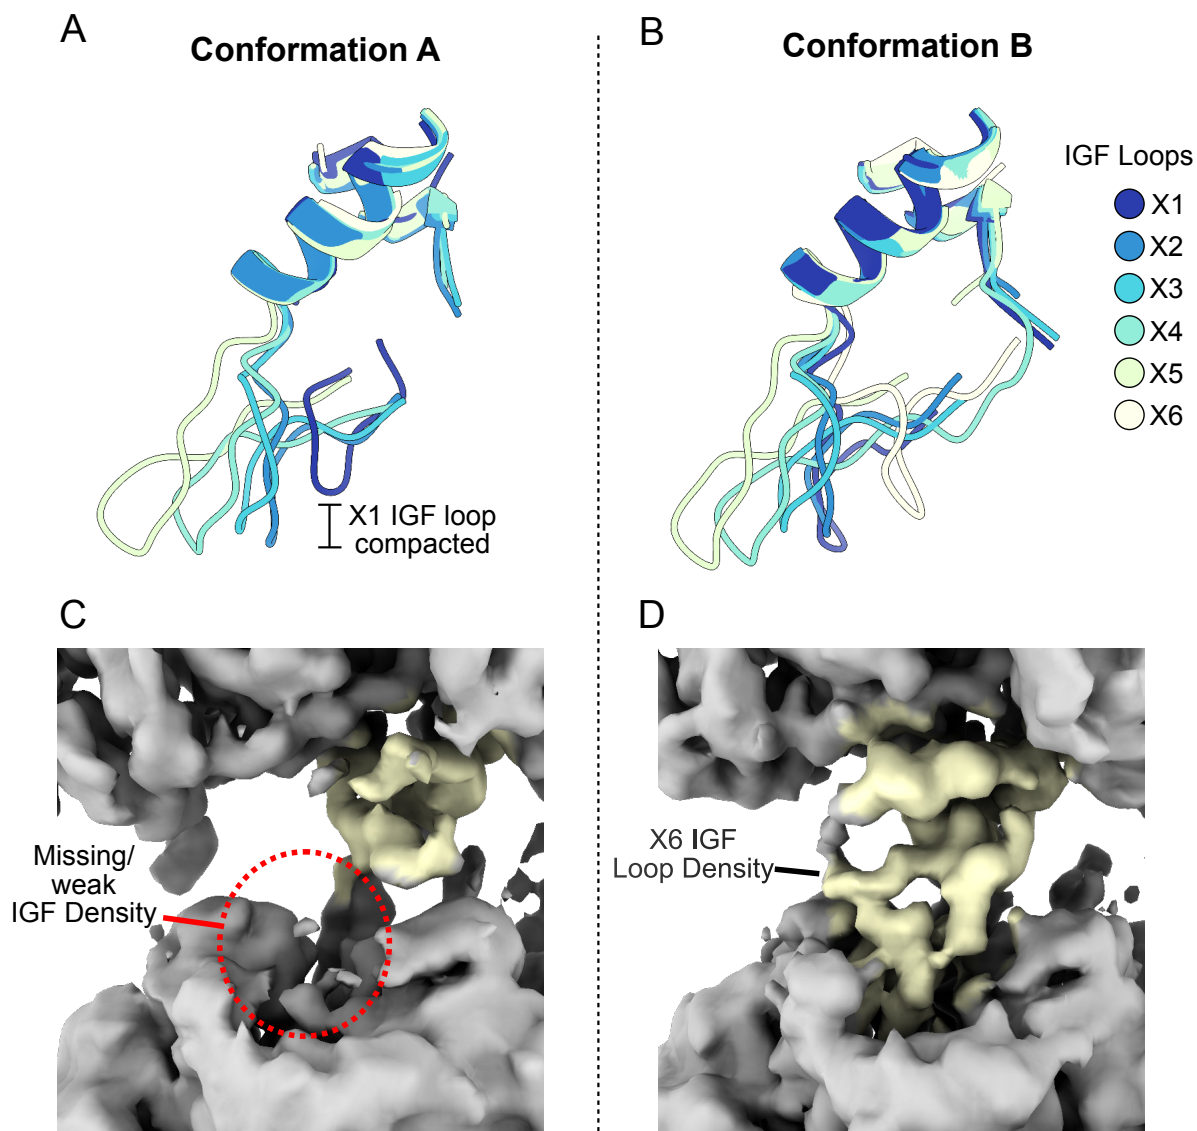 A
Conformation A
X1 IGF loop
compacted
B
Conformation B
IGF Loops
X1
X2
X3
X4
X5
X6
C
Missing/
weak
IGF Density
D
X6 IGF
Loop Density